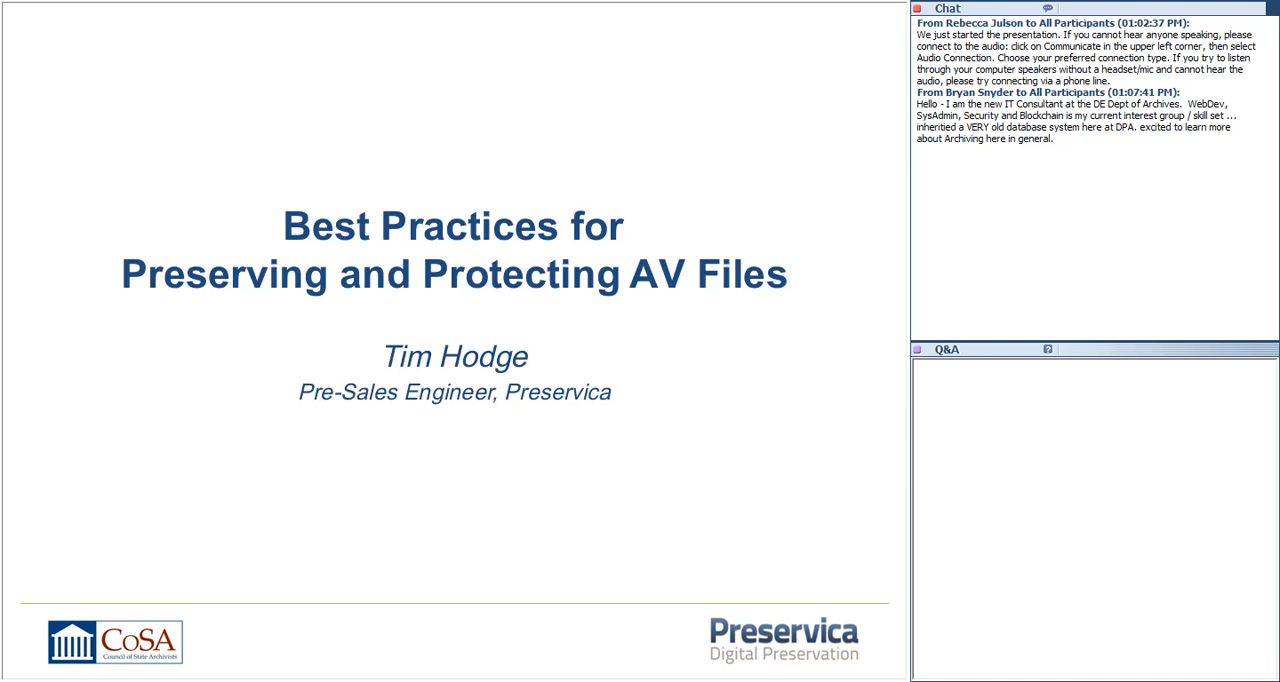 Best Practices for
Preserving and Protecting AV Files
Tim Hodge
Pre-Sales Engineer, Preservica
CoSA
Council of State Archivists
Preservica
Digital Preservation
Chat
From Rebecca Julson to All Participants (01:02:37 PM):
We just started the presentation. If you cannot hear anyone speaking, please
connect to the audio: click on Communicate in the upper left corner, then select
Audio Connection. Choose your preferred connection type. If you try to listen
through your computer speakers without a headset/mic and cannot hear the
audio, please try connecting via a phone line.
From Bryan Snyder to All Participants (01:07:41 PM):
Hello - I am the new IT Consultant at the DE Dept of Archives.  WebDev,
SysAdmin, Security and Blockchain is my current interest group / skill set ...
inheritied a VERY old database system here at DPA. excited to learn more
about Archiving here in general.
Q&A